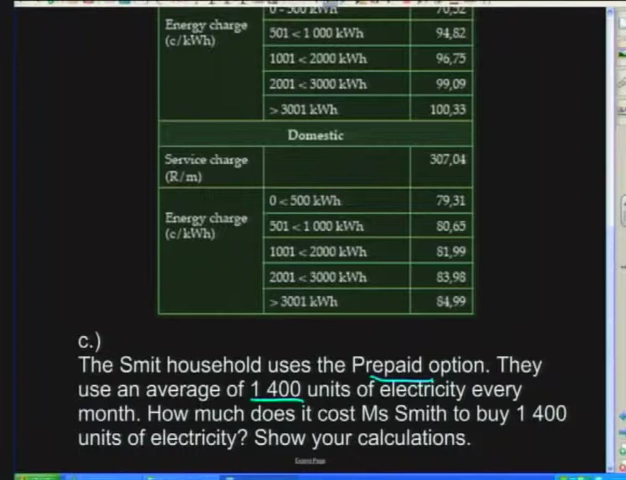 0 - 500 kWh
Energy charge
(c/kWh)
501 < 1 000 kWh 94,82
1001 < 2000 kWh 96,75
2001 < 3000 kWh 99,09
> 3001 kWh 100,33
Domestic
Service charge
(R/m) 307,04
Energy charge
(c/kWh)
0 < 500 kWh 79,31
501 < 1 000 kWh 80,65
1001 < 2000 kWh 81,99
2001 < 3000 kWh 83,98
> 3001 kWh 84,99
c.)
The Smit household uses the Prepaid option. They
use an average of 1 400 units of electricity every
month. How much does it cost Ms Smith to buy 1 400
units of electricity? Show your calculations.